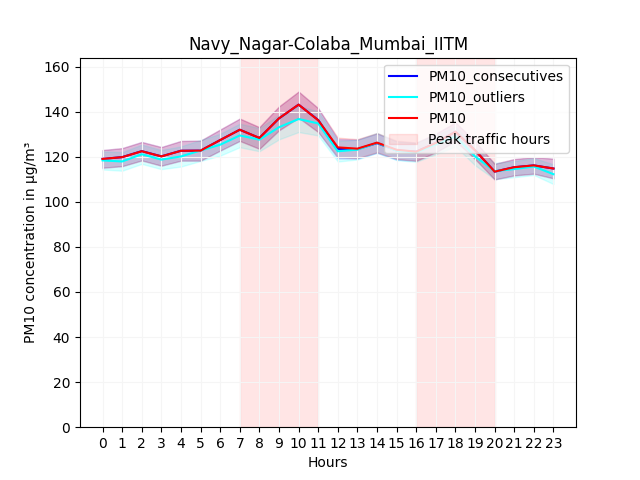 Navy_Nagar-Colaba_Mumbai_IITM
PM10 concentration in µg/m³
160
140
120
100
80
60
40
20
0
PM10_consecutives
PM10_outliers
PM10
Peak traffic hours
0 1 2 3 4 5 6 7 8 9 10 11 12 13 14 15 16 17 18 19 20 21 22 23
Hours